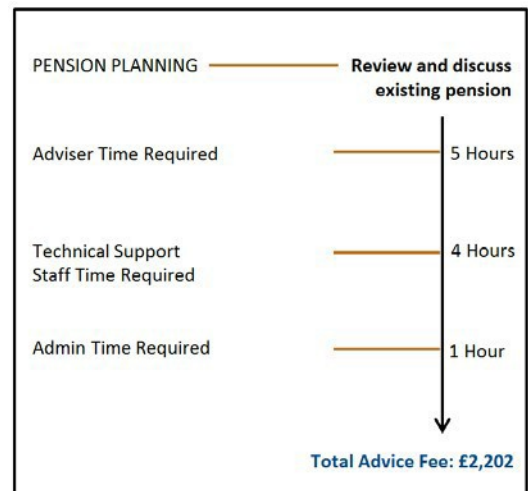 PENSION PLANNING
Review and discuss
existing pension
Adviser Time Required
5 Hours
Technical Support
Staff Time Required
4 Hours
Admin Time Required
1 Hour
Total Advice Fee: £2,202